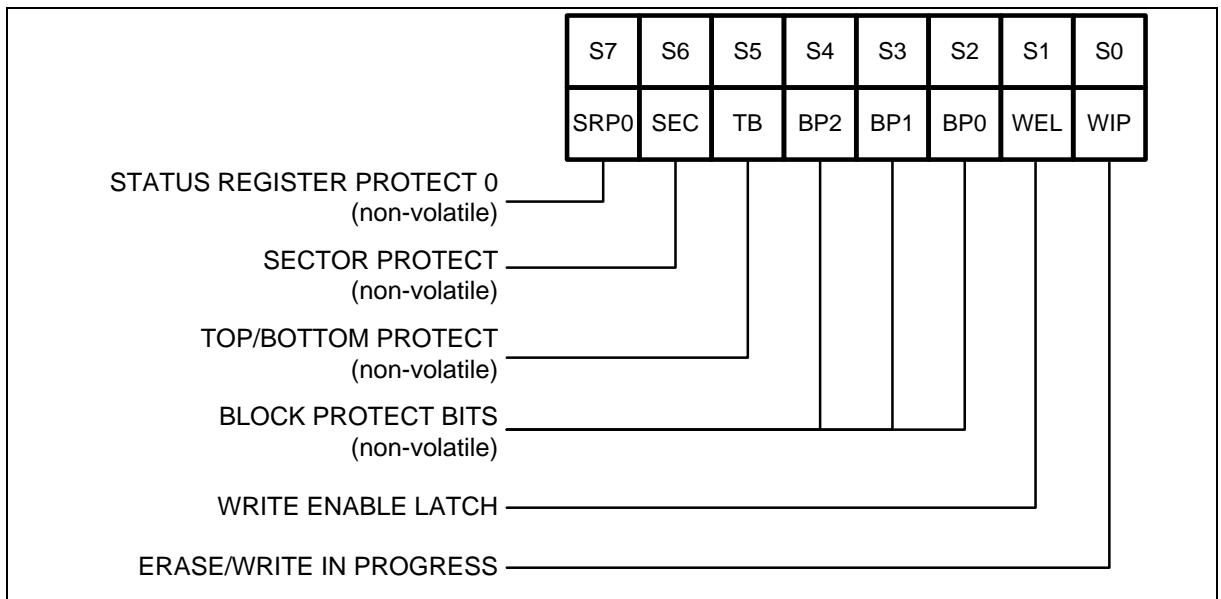 S7 S6 S5 S4 S3 S2 S1 S0
SRP0 SEC TB BP2 BP1 BP0 WEL WIP
STATUS REGISTER PROTECT 0
(non-volatile)
SECTOR PROTECT
(non-volatile)
TOP/BOTTOM PROTECT
(non-volatile)
BLOCK PROTECT BITS
(non-volatile)
WRITE ENABLE LATCH
ERASE/WRITE IN PROGRESS